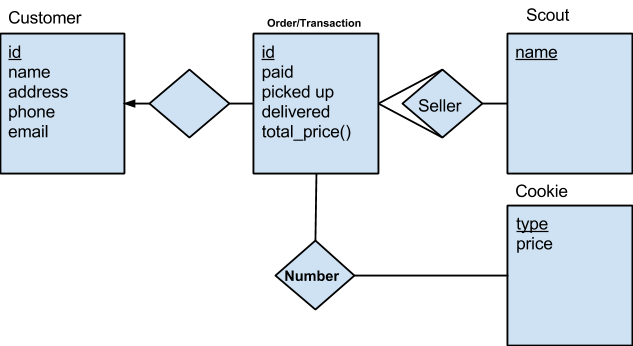 Customer
id
name
address
phone
email
Order/Transaction
id
paid
picked up
delivered
total_price()
Seller
Scout
name
Number
Cookie
type
price